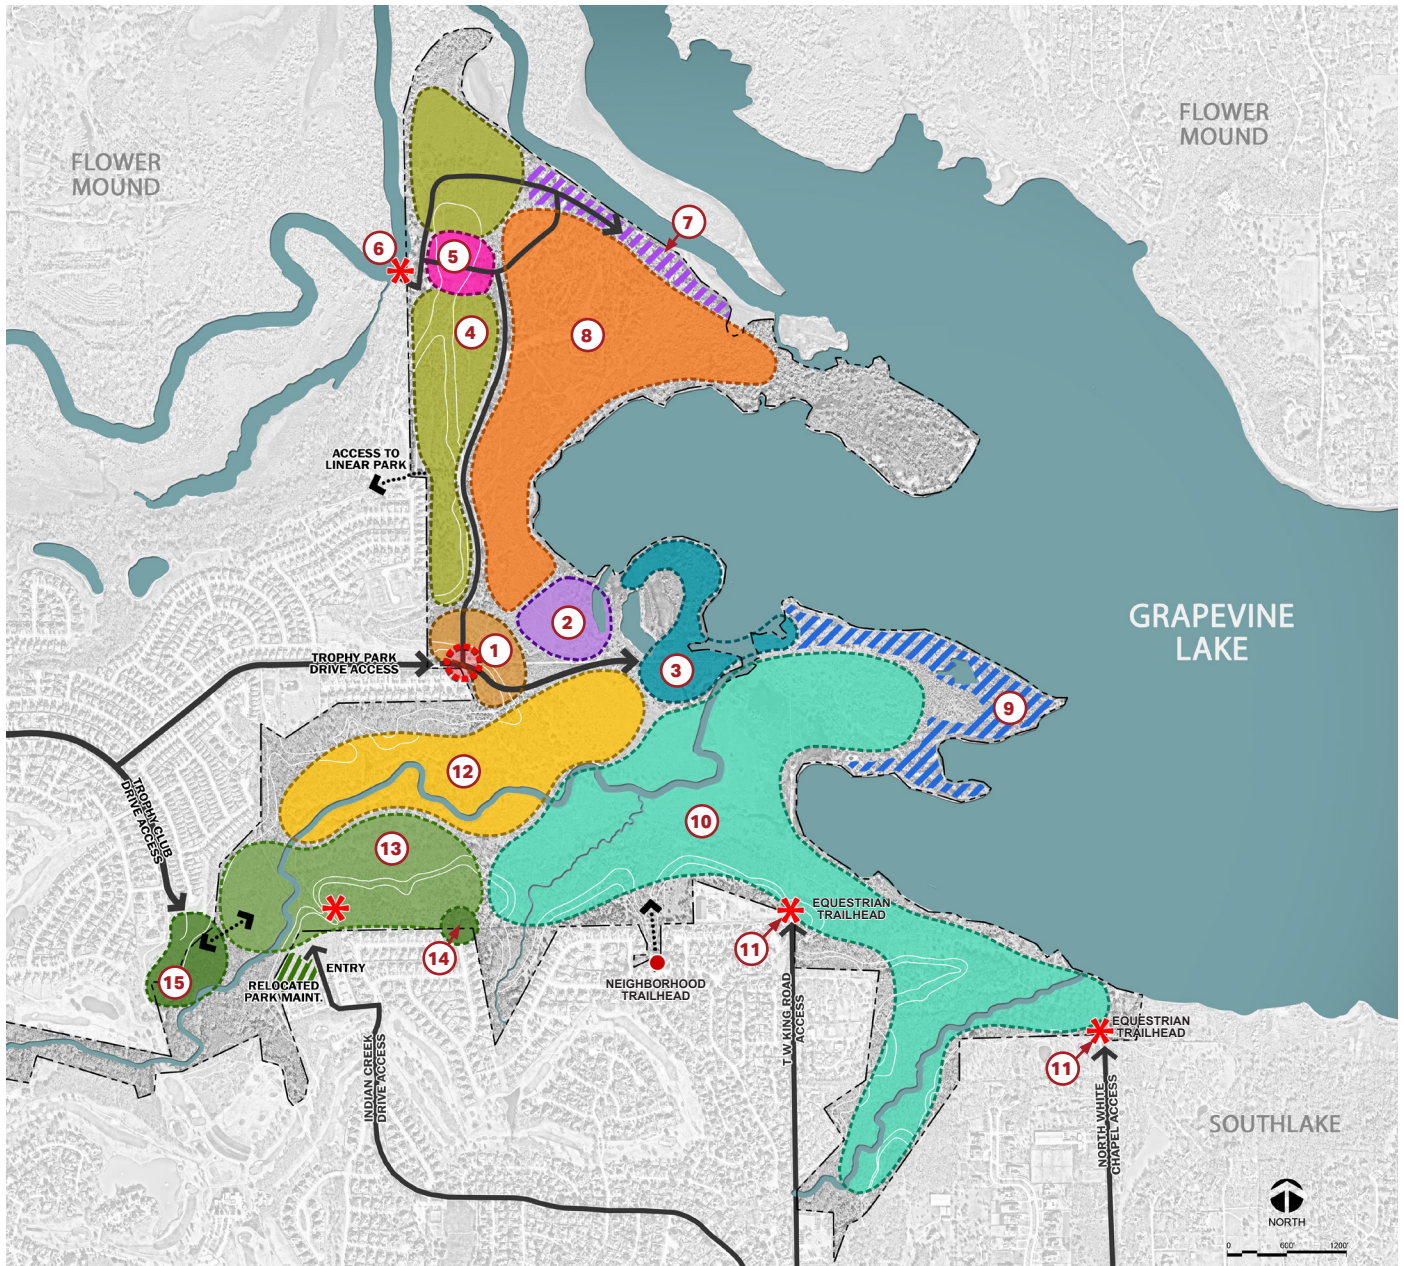 FLOWER
MOUND
FLOWER
MOUND
7
6
5
4
8
ACCESS TO
LINEAR PARK
2
1
TROPHY PARK
DRIVE ACCESS
3
GRAPEVINE
LAKE
9
12
TROPHY CLUB
DRIVE ACCESS
10
13
EQUESTRIAN
TRAILHEAD
11
14
ENTRY
15
RELOCATED
PARK MAINT.
NEIGHBORHOOD
TRAILHEAD
T W KING ROAD
ACCESS
EQUESTRIAN
TRAILHEAD
11
INDIAN CREEK
DRIVE ACCESS
NORTH WHITE
CHAPEL ACCESS
SOUTHLAKE
NORTH
0 600' 1200'